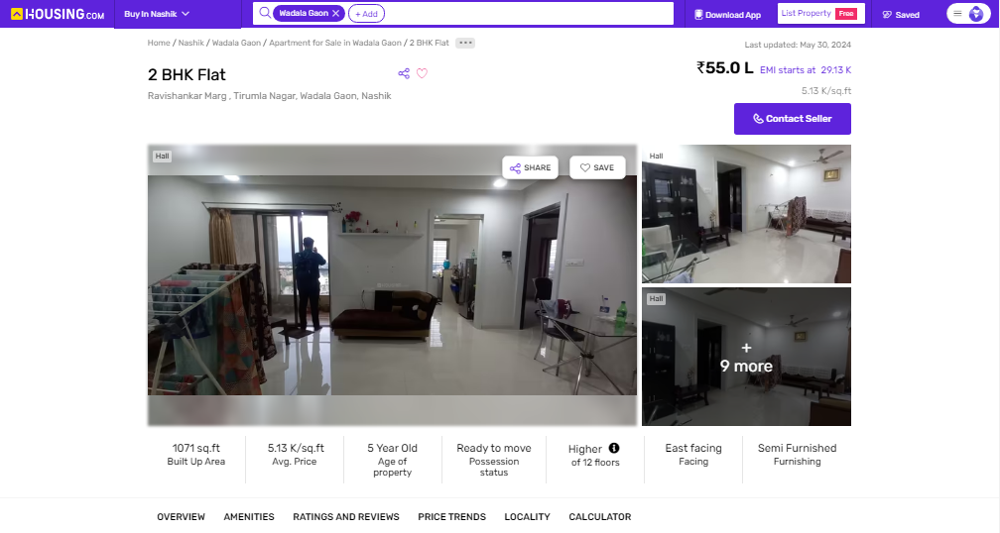 HOUSING.COM
Buy In Nashik
Wadala Gaon
+ Add
Download App
List Property Free
Saved
Home / Nashik / Wadala Gaon / Apartment for Sale in Wadala Gaon / 2 BHK Flat
Last updated: May 30, 2024
2 BHK Flat
₹55.0 L EMI starts at 29.13 K
Ravishankar Marg , Tirumla Nagar, Wadala Gaon, Nashik
5.13 K/sq.ft
Contact Seller
Hall
SHARE
SAVE
Hall
Hall
+
9 more
1071 sq.ft
Built Up Area
5.13 K/sq.ft
Avg. Price
5 Year Old
Age of
property
Ready to move
Possession
status
Higher
of 12 floors
East facing
Facing
Semi Furnished
Furnishing
OVERVIEW
AMENITIES
RATINGS AND REVIEWS
PRICE TRENDS
LOCALITY
CALCULATOR